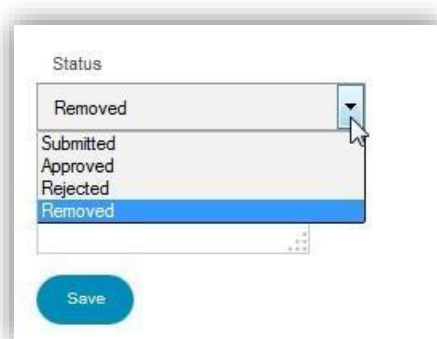 Status
Removed
Submitted
Approved
Rejected
Removed
Save